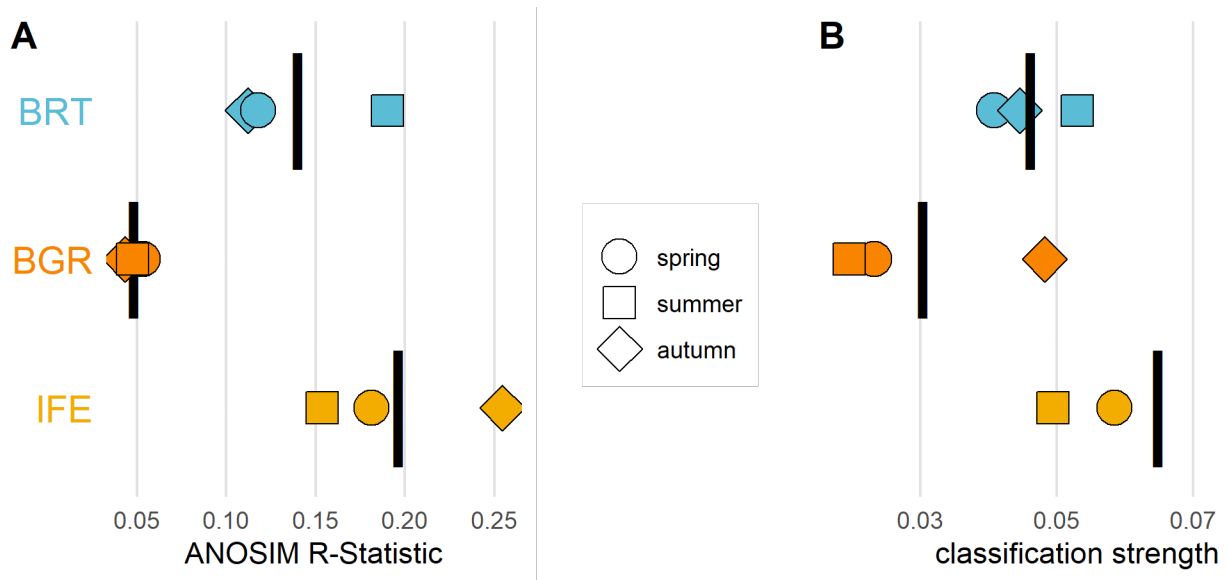 A
B
BRT
BGR
IFE
spring
summer
autumn
0.05 0.10 0.15 0.20 0.25
0.03 0.05 0.07
ANOSIM R-Statistic
classification strength